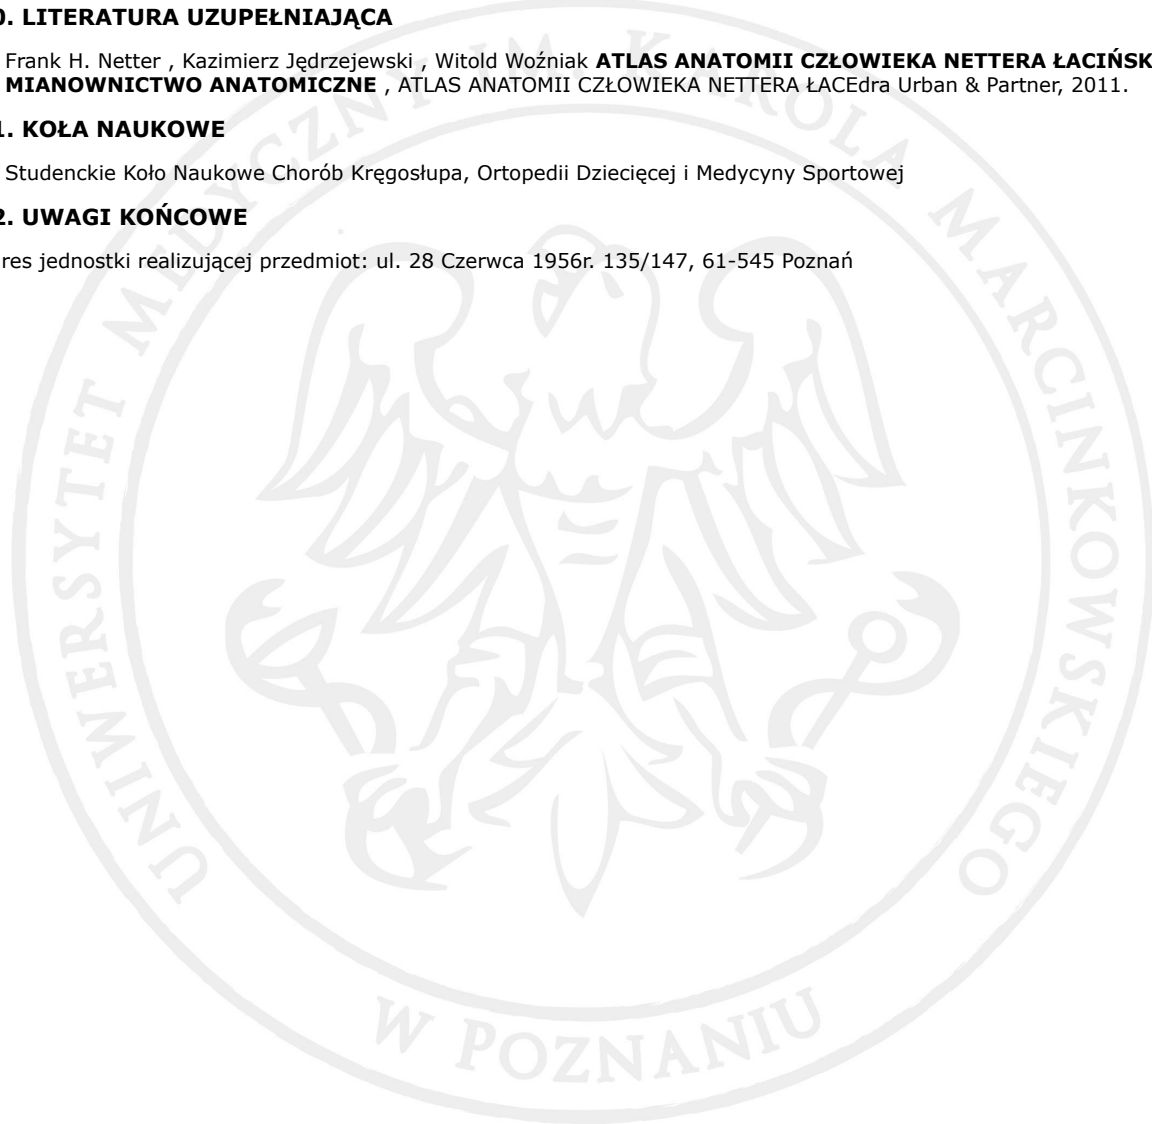 0. LITERATURA UZUPEŁNIAJĄCA
Frank H. Netter , Kazimierz Jędrzejewski , Witold Woźniak ATLAS ANATOMII CZŁOWIEKA NETTERA ŁACIŃSK
MIANOWNICTWO ANATOMICZNE , ATLAS ANATOMII CZŁOWIEKA NETTERA ŁACEdra Urban & Partner, 2011.
1. KOŁA NAUKOWE
Studenckie Koło Naukowe Chorób Kręgosłupa, Ortopedii Dziecięcej i Medycyny Sportowej
2. UWAGI KOŃCOWE
res jednostki realizującej przedmiot: ul. 28 Czerwca 1956r. 135/147, 61-545 Poznań
UNIWERSYTET MEDYCZNY IM KAROLA MARCINKOWSKIEGO
W POZNANIU